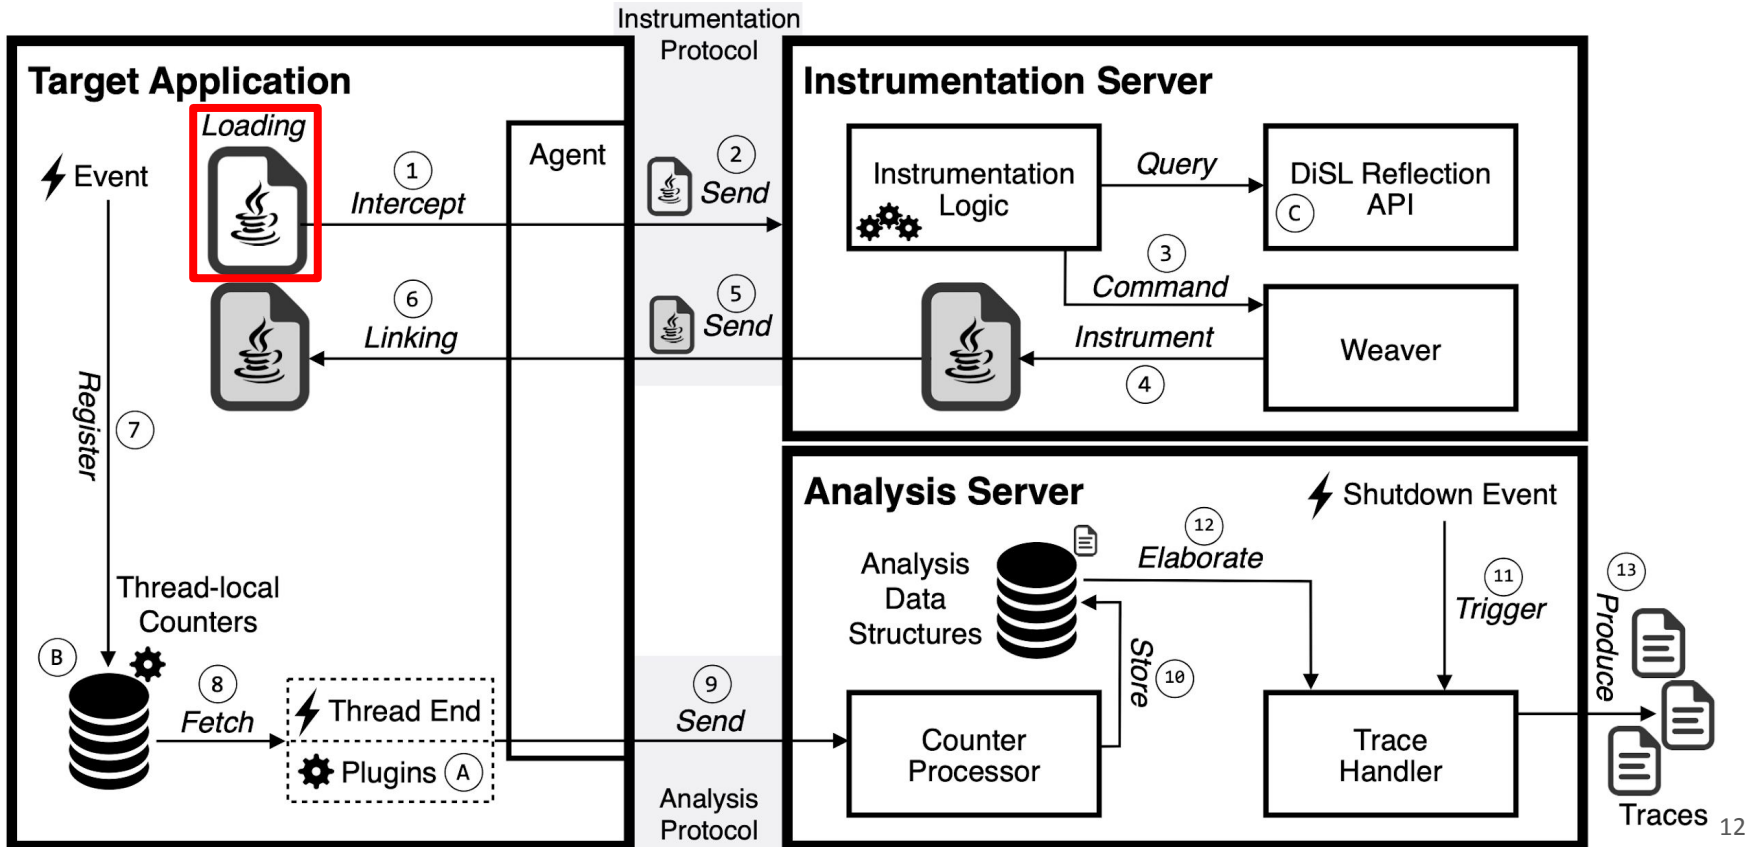 Instrumentation
Protocol
Target Application
Loading
Event
1
Intercept
Agent
2
Send
6
Linking
5
Send
Register
7
Thread-local
Counters
B
8
Fetch
Thread End
Plugins A
9
Send
Analysis
Protocol
Instrumentation Server
Instrumentation
Logic
Query
DiSL Reflection
API
C
3
Command
Instrument
4
Weaver
Analysis Server
Shutdown Event
Analysis
Data
Structures
12
Elaborate
11
Trigger
Store
10
Counter
Processor
Trace
Handler
13
Produce
Traces
12